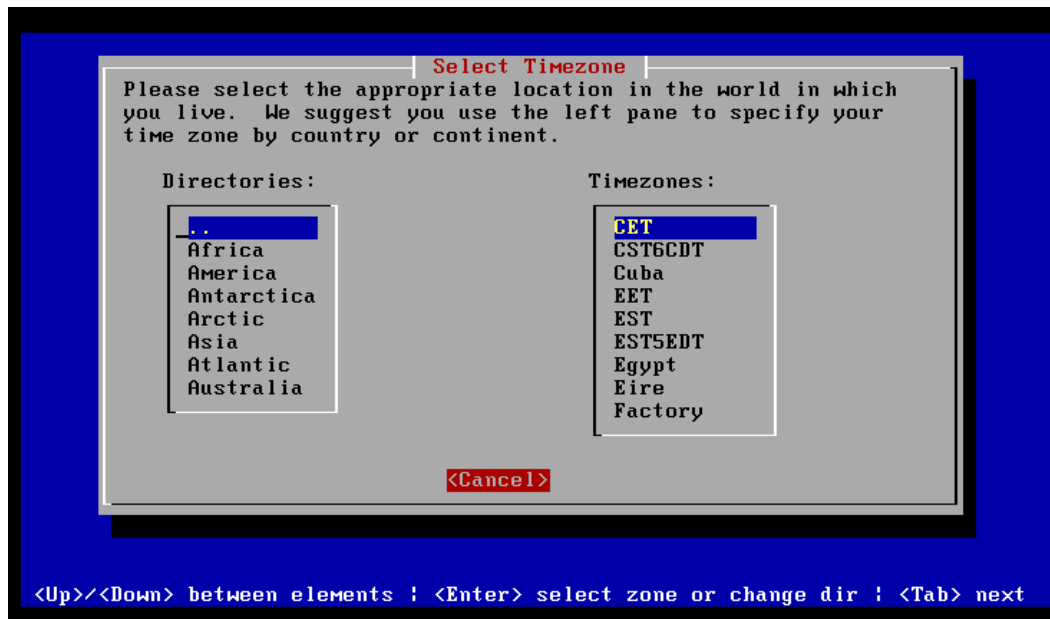 Select Timezone
Please select the appropriate location in the world in which
you live.  We suggest you use the left pane to specify your
time zone by country or continent.
Directories:
..
Africa
America
Antarctica
Arctic
Asia
Atlantic
Australia
Timezones:
CET
CST6CDT
Cuba
EET
EST
EST5EDT
Egypt
Eire
Factory
<Cancel>
<Up>/<Down> between elements ¦ <Enter> select zone or change dir ¦ <Tab> next